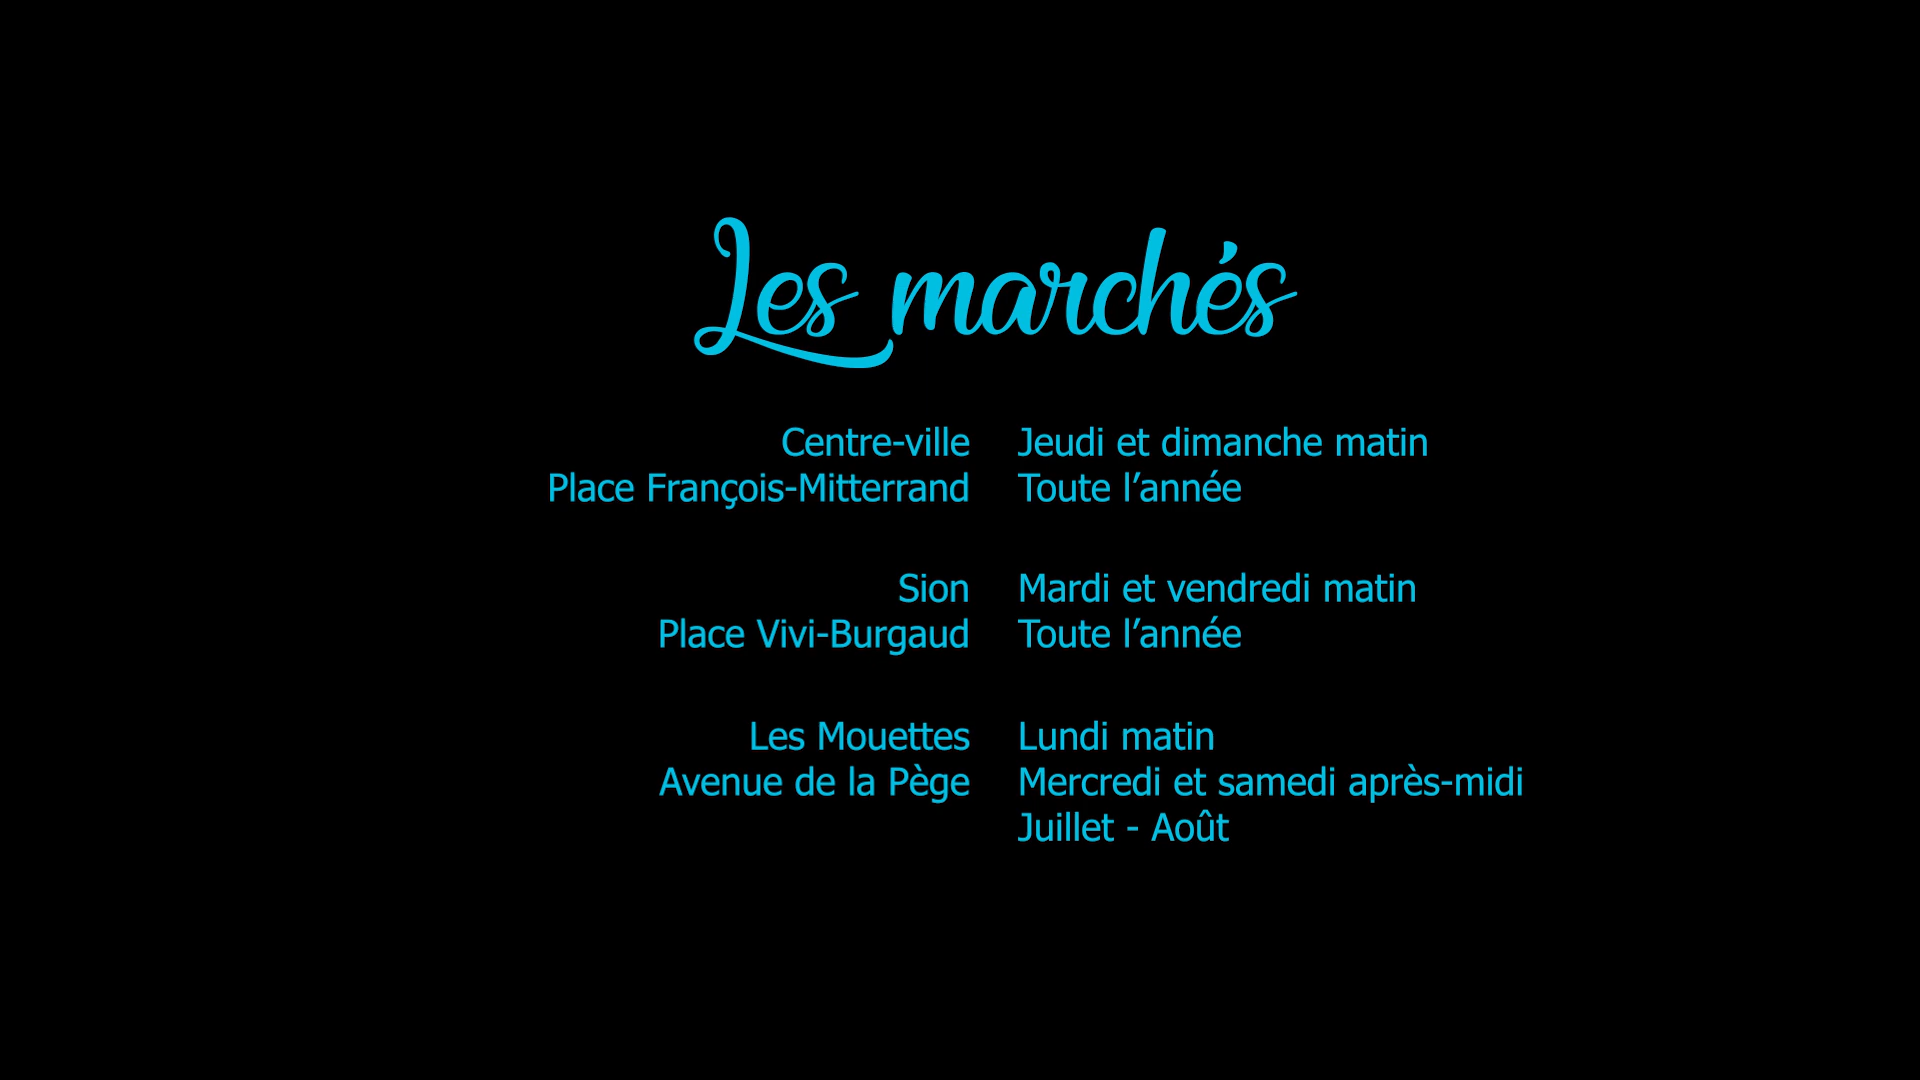 Les marchés
Centre-ville Jeudi et dimanche matin
Place François-Mitterrand Toute l’année
Sion Mardi et vendredi matin
Place Vivi-Burgaud Toute l’année
Les Mouettes Lundi matin
Avenue de la Pège Mercredi et samedi après-midi
Juillet - Août